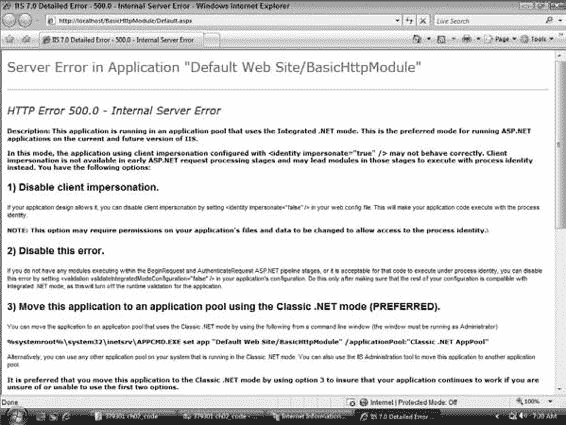 IIS 7.0 Detailed Error - 500.0 - Internal Server Error - Windows Internet Explorer
http://localhost/BasicHttpModule/Default.aspx
Live Search
IIS 7.0 Detailed Error - 500.0 - Internal Server Error
Page
Tools
Server Error in Application "Default Web Site/BasicHttpModule"
HTTP Error 500.0 - Internal Server Error
Description: This application is running in an application pool that uses the Integrated .NET mode. This is the preferred mode for running ASP.NET
applications on the current and future version of IIS.
In this mode, the application using client impersonation configured with <identity impersonate="true" /> may not behave correctly. Client
impersonation is not available in early ASP.NET request processing stages and may lead modules in those stages to execute with process identity
instead. You have the following options:
1) Disable client impersonation.
If your application design allows it, you can disable client impersonation by setting <identity impersonate="false" /> in your web.config file. This will make your application code execute with the process
identity.
NOTE: This option may require permissions on your application's files and data to be changed to allow access to the process identity.
2) Disable this error.
If you do not have any modules executing within the BeginRequest and AuthenticateRequest ASP.NET pipeline stages, or it is acceptable for that code to execute under process identity, you can disable
this error by setting <validation validateIntegratedModeConfiguration="false" /> in your application's configuration. Do this only after making sure that the rest of your configuration is compatible with
Integrated .NET mode, as this will turn off the runtime validation for the application.
3) Move this application to an application pool using the Classic .NET mode (PREFERRED).
You can move the application to an application pool that uses the Classic .NET mode by using the following from a command line window (the window must be running as Administrator)
%systemroot%\system32\inetsrv\APPCMD.EXE set app "Default Web Site/BasicHttpModule" /applicationPool:"Classic .NET AppPool"
Alternatively, you can use any other application pool on your system that is running in the Classic .NET mode. You can also use the IIS Administration tool to move this application to another application
pool.
It is preferred that you move this application to the Classic .NET mode by using option 3 to insure that your application continues to work if you are
unsure of or unable to use the first two options.
Done
Internet | Protected Mode: Off
100%
379301 ch02_code
379301 ch02_code
Internet Information...
IIS 7.0 Detailed Error...